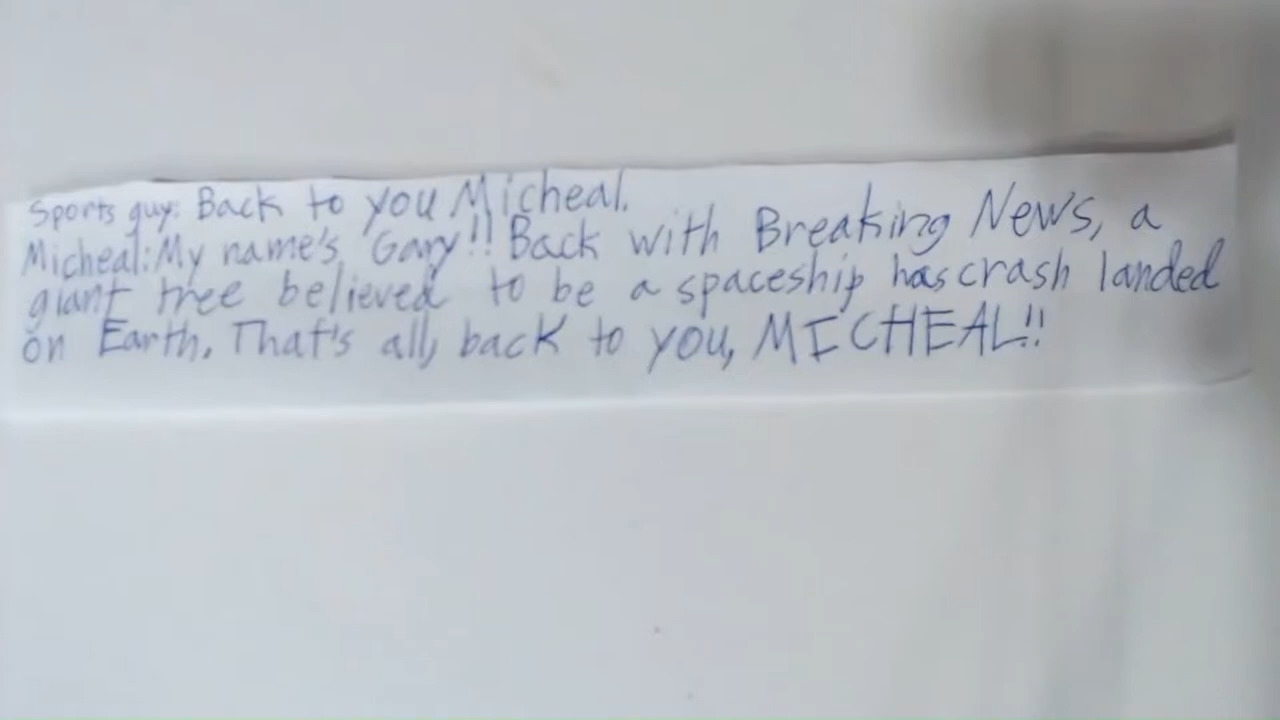 Sports guy: Back to you Micheal.
Micheal: My name's Gary!! Back with Breaking News, a
giant tree believed to be a spaceship has crash landed
on Earth. That's all, back to you, MICHEAL!!